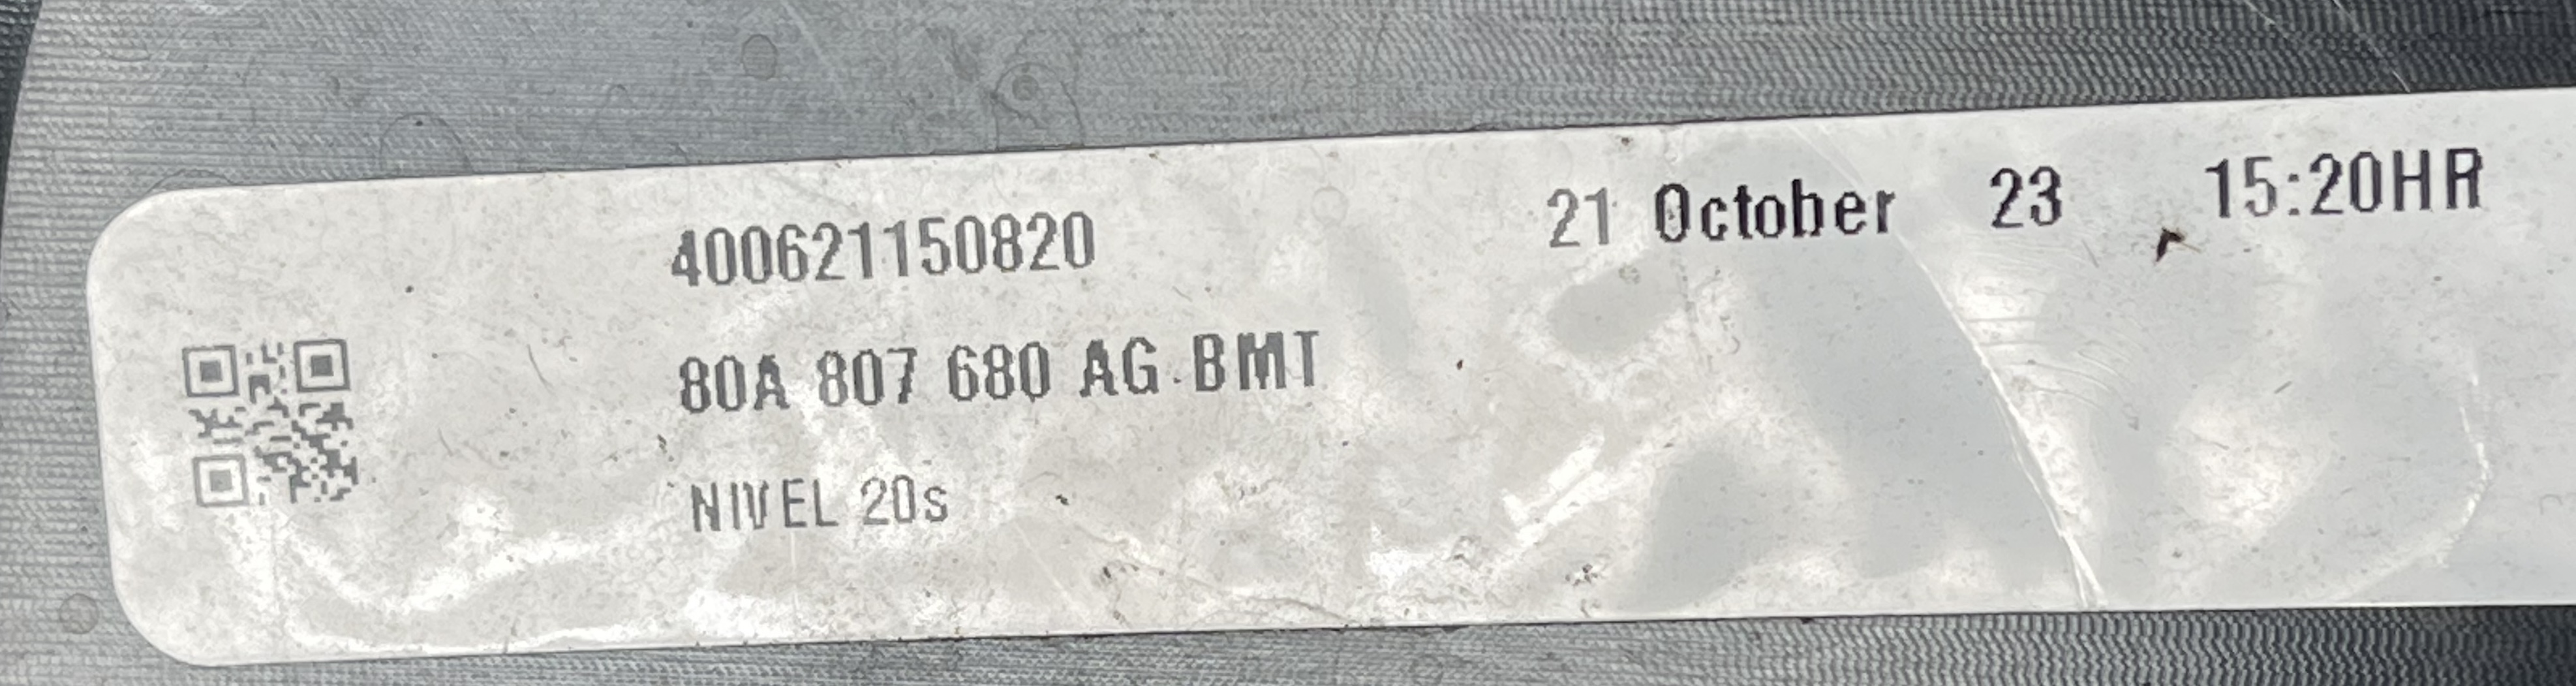 400621150820 21 October 23 15:20HR
80A 807 680 AG BMT
NIVEL 20s